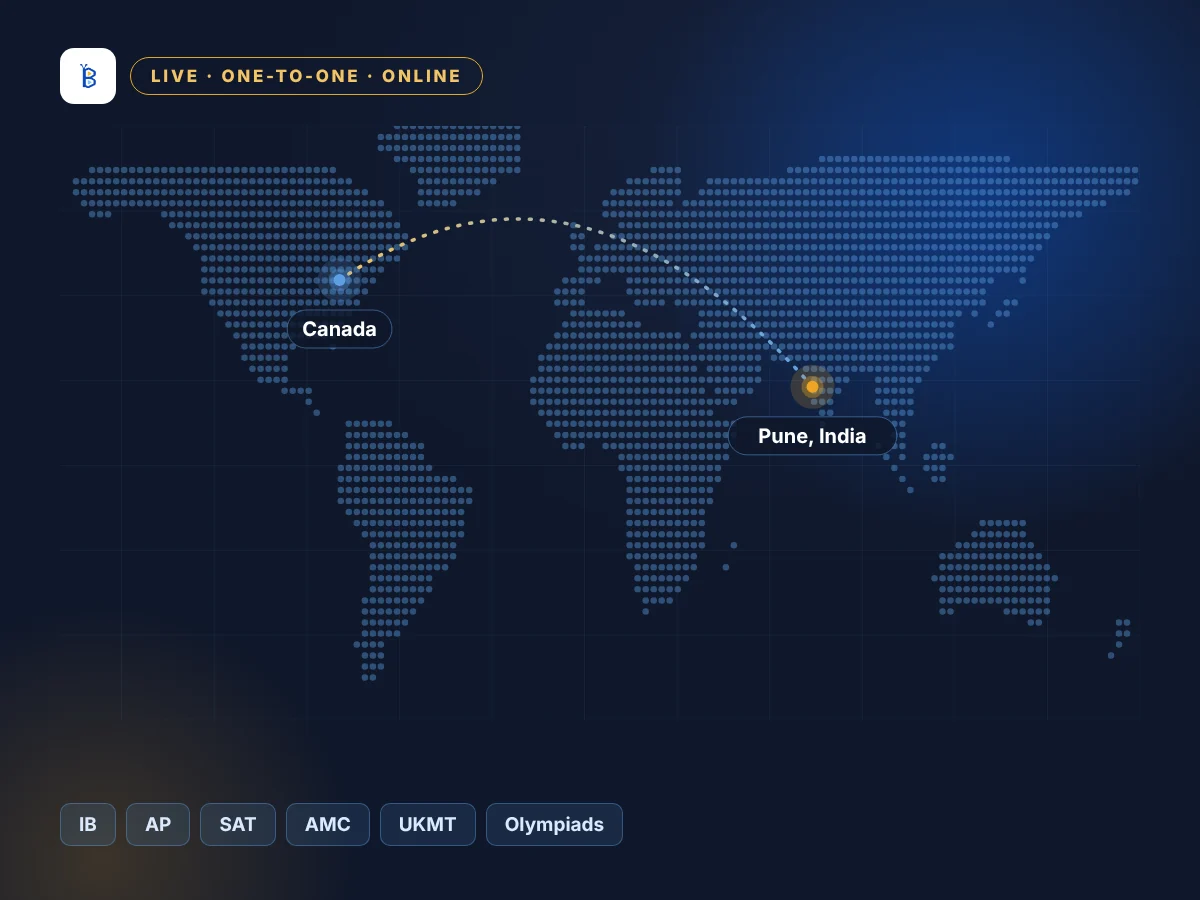 LIVE · ONE-TO-ONE · ONLINE
Canada
Pune, India
IB AP SAT AMC UKMT Olympiads